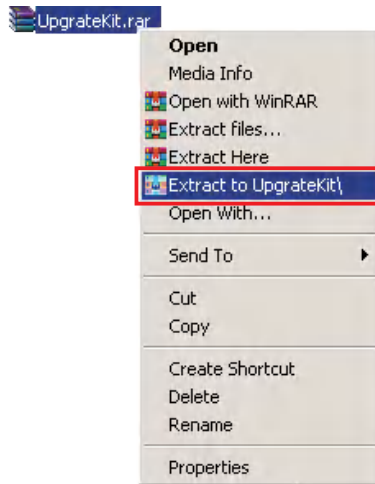 UpgrateKit.rar
Open
Media Info
Open with WinRAR
Extract files...
Extract Here
Extract to UpgrateKit\
Open With...
Send To
Cut
Copy
Create Shortcut
Delete
Rename
Properties